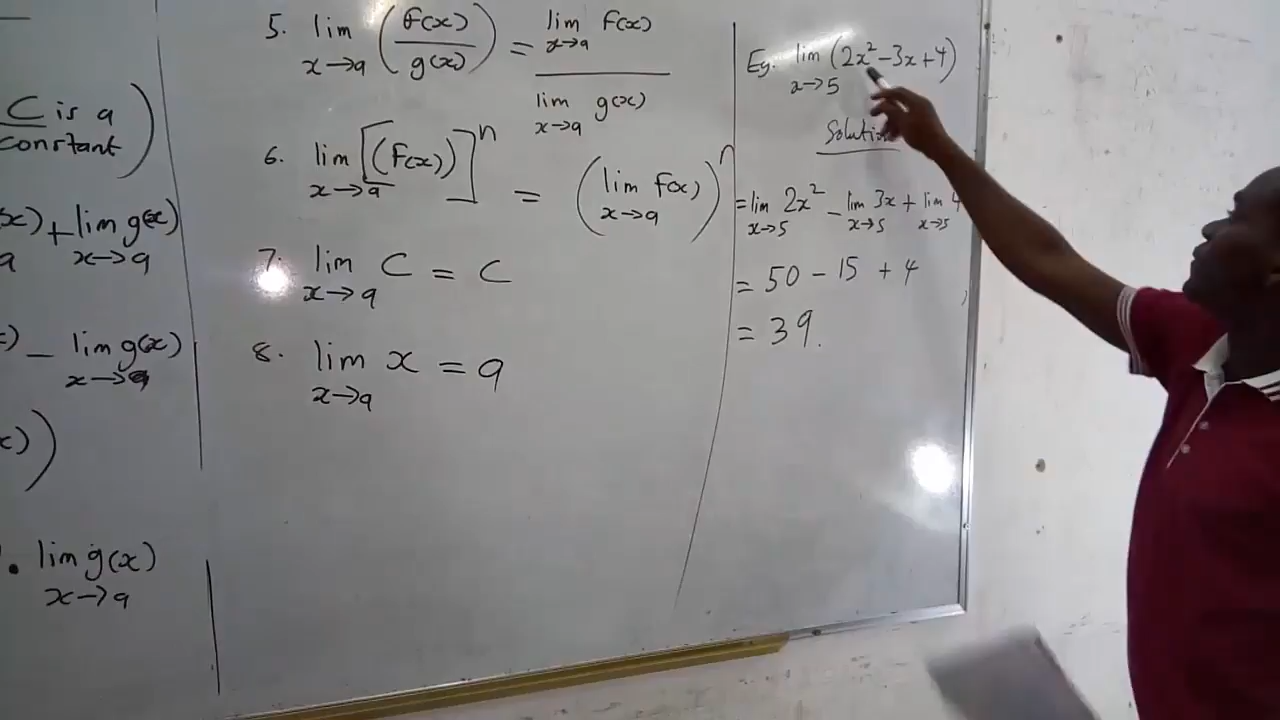 C is a
constant)
x) + lim g(x)
a x→a
) – lim g(x)
x→a
x))
. lim g(x)
x→a
5. lim (F(x)/g(x)) = lim F(x)
x→a x→a
lim g(x)
x→a
6. lim [(F(x))]^n = (lim f(x))^n
x→a x→a
7. lim C = C
x→a
8. lim x = a
x→a
Eg. lim (2x² – 3x + 4)
x→5
Solution
= lim 2x² – lim 3x + lim 4
x→5 x→5 x→5
= 50 – 15 + 4
= 39.